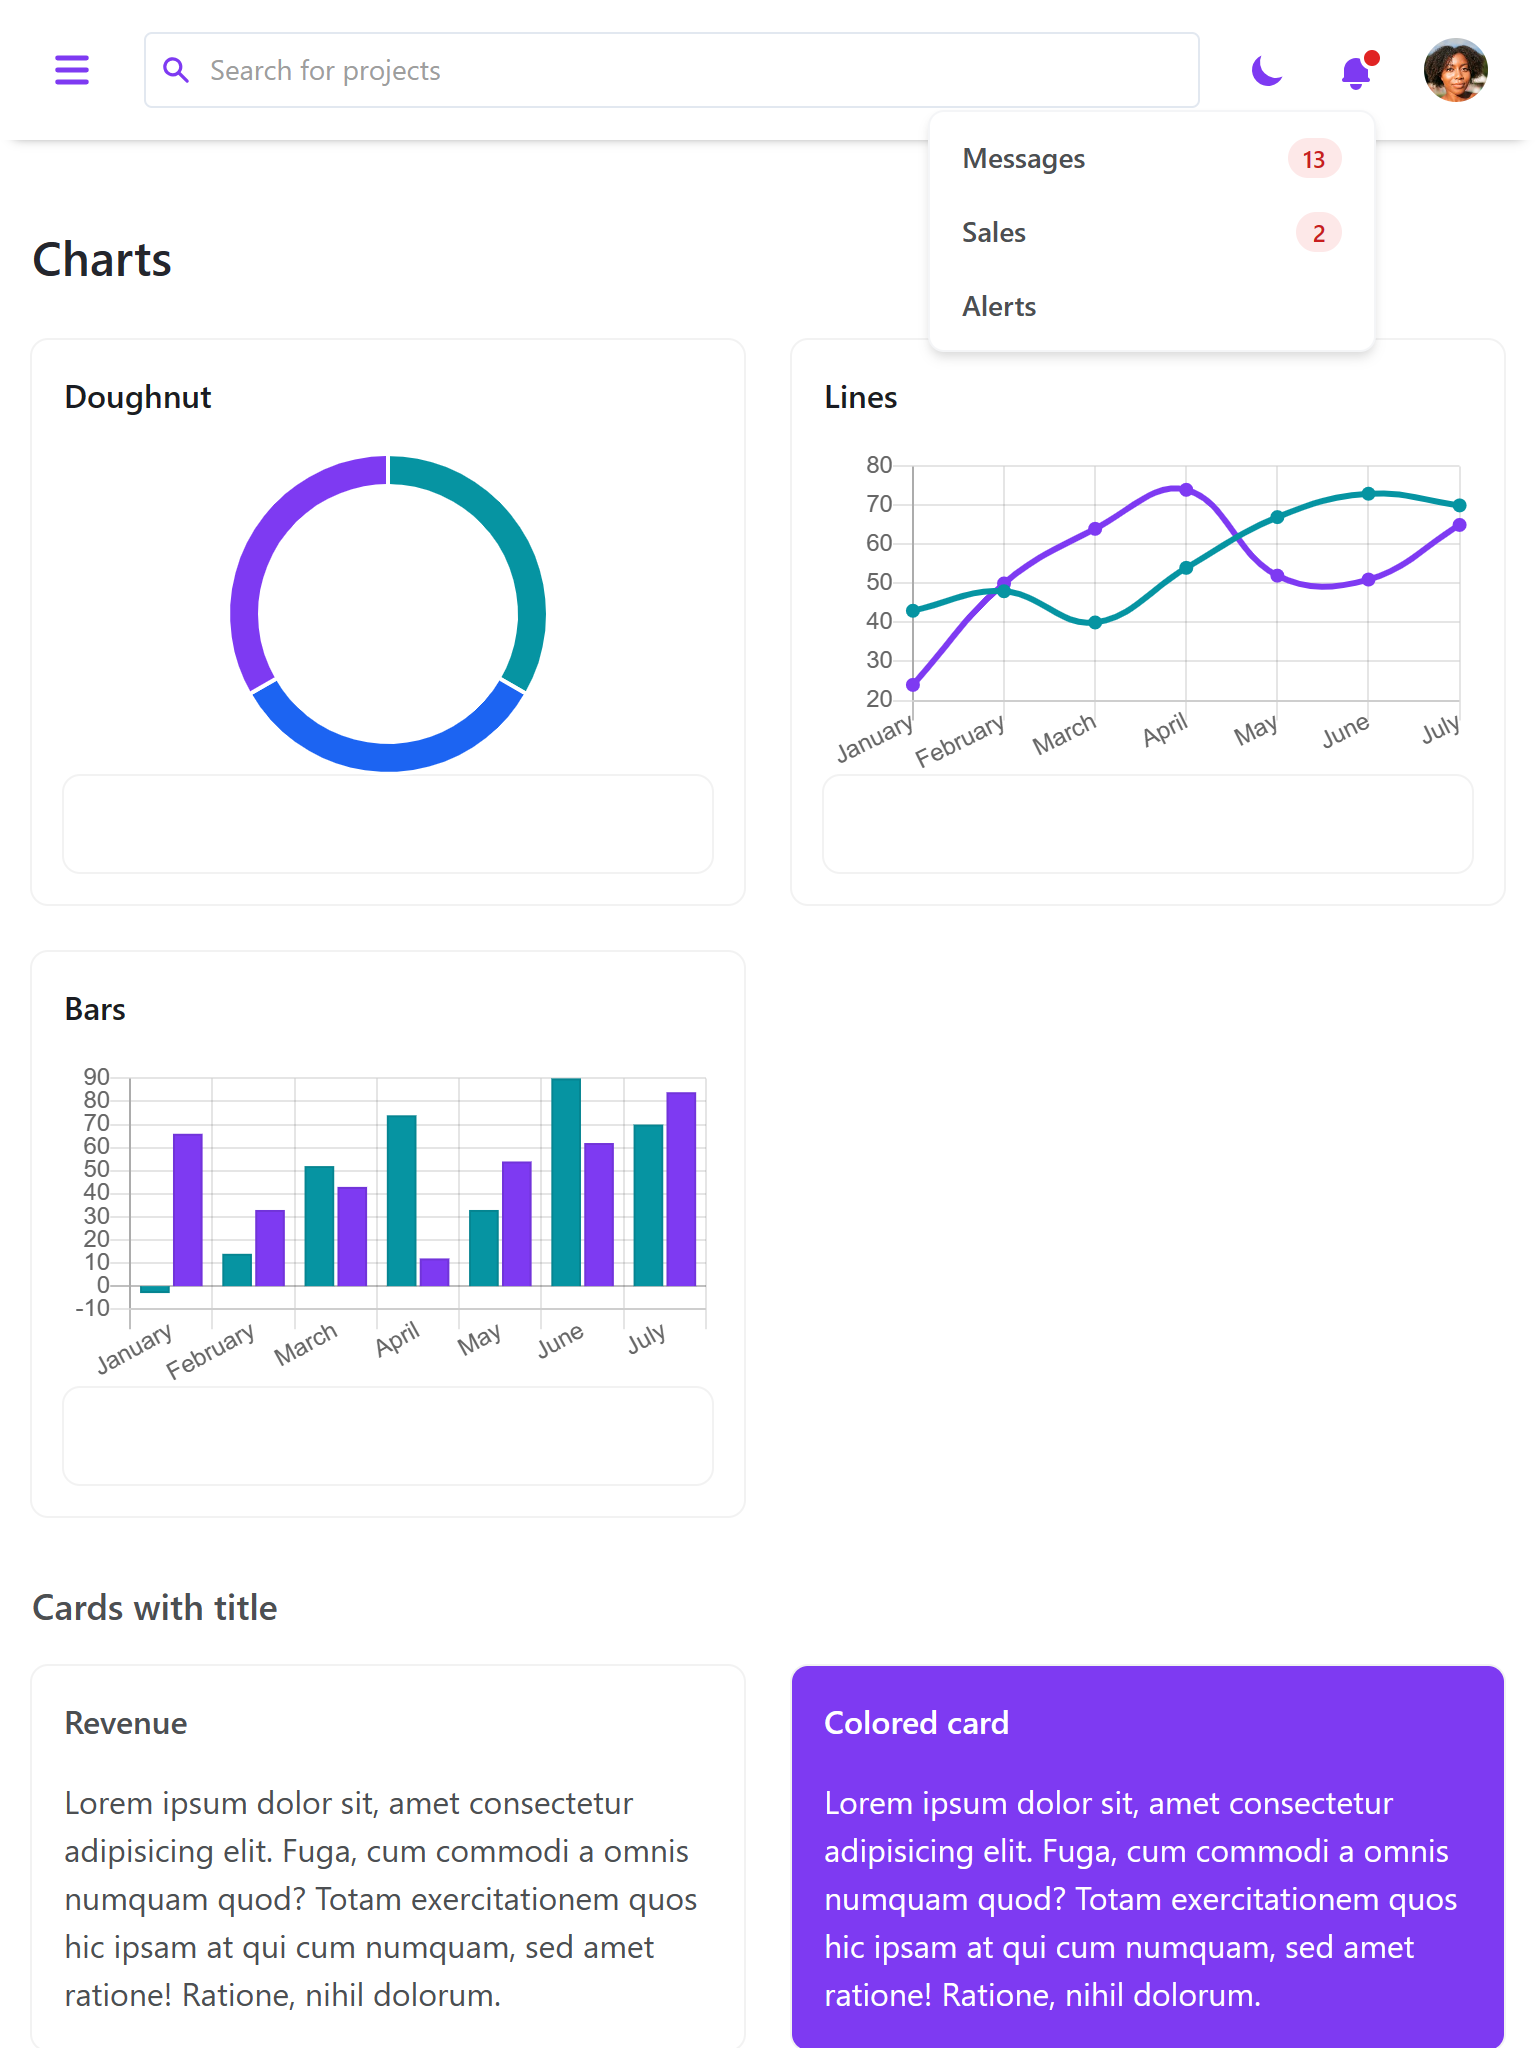 Search for projects
Messages 13
Sales 2
Alerts
Charts
Doughnut
Lines
80
70
60
50
40
30
20
January February March April May June July
Bars
90
80
70
60
50
40
30
20
10
0
-10
January February March April May June July
Cards with title
Revenue
Lorem ipsum dolor sit, amet consectetur
adipisicing elit. Fuga, cum commodi a omnis
numquam quod? Totam exercitationem quos
hic ipsam at qui cum numquam, sed amet
ratione! Ratione, nihil dolorum.
Colored card
Lorem ipsum dolor sit, amet consectetur
adipisicing elit. Fuga, cum commodi a omnis
numquam quod? Totam exercitationem quos
hic ipsam at qui cum numquam, sed amet
ratione! Ratione, nihil dolorum.